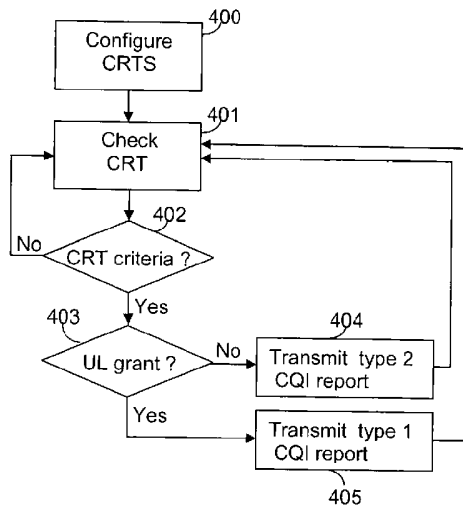 400
Configure
CRTS
401
Check
CRT
402
No
CRT criteria ?
Yes
403
UL grant ?
No
404
Transmit type 2
CQI report
Yes
Transmit type 1
CQI report
405